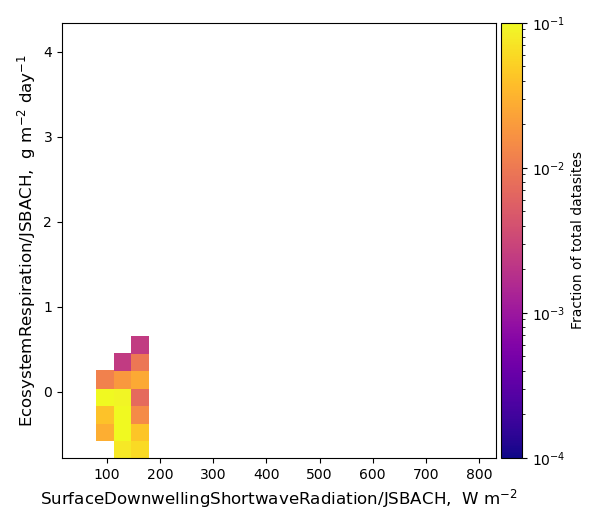 EcosystemRespiration/JSBACH, g m⁻² day⁻¹
4
3
2
1
0
100 200 300 400 500 600 700 800
SurfaceDownwellingShortwaveRadiation/JSBACH, W m⁻²
10⁻¹
10⁻²
10⁻³
10⁻⁴
Fraction of total datasites